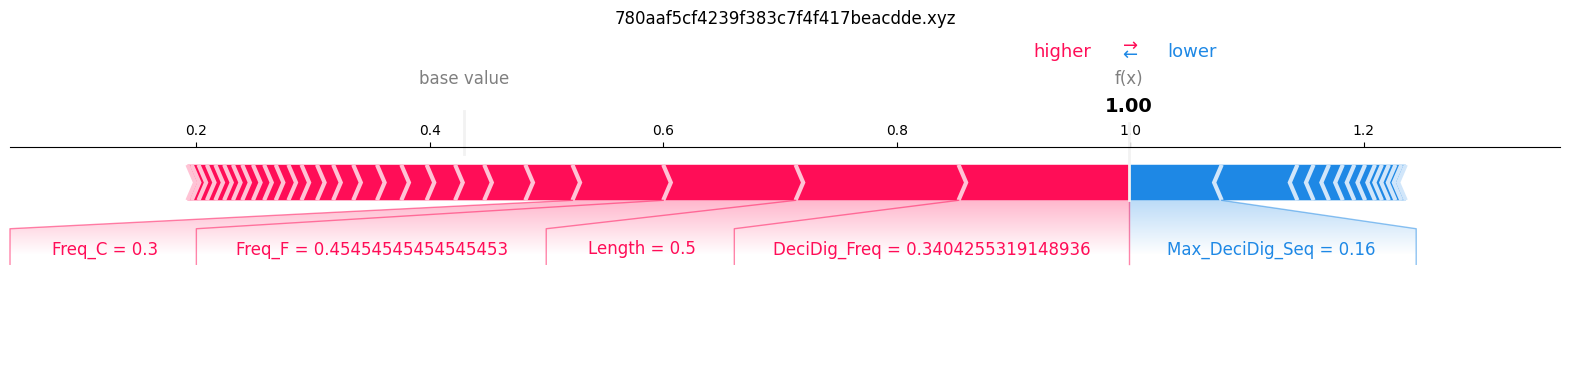 780aaf5cf4239f383c7f4f417beacdde.xyz
higher ⇄ lower
base value f(x)
1.00
0.2 0.4 0.6 0.8 1.0 1.2
Freq_C = 0.3 Freq_F = 0.45454545454545453 Length = 0.5 DeciDig_Freq = 0.3404255319148936 Max_DeciDig_Seq = 0.16